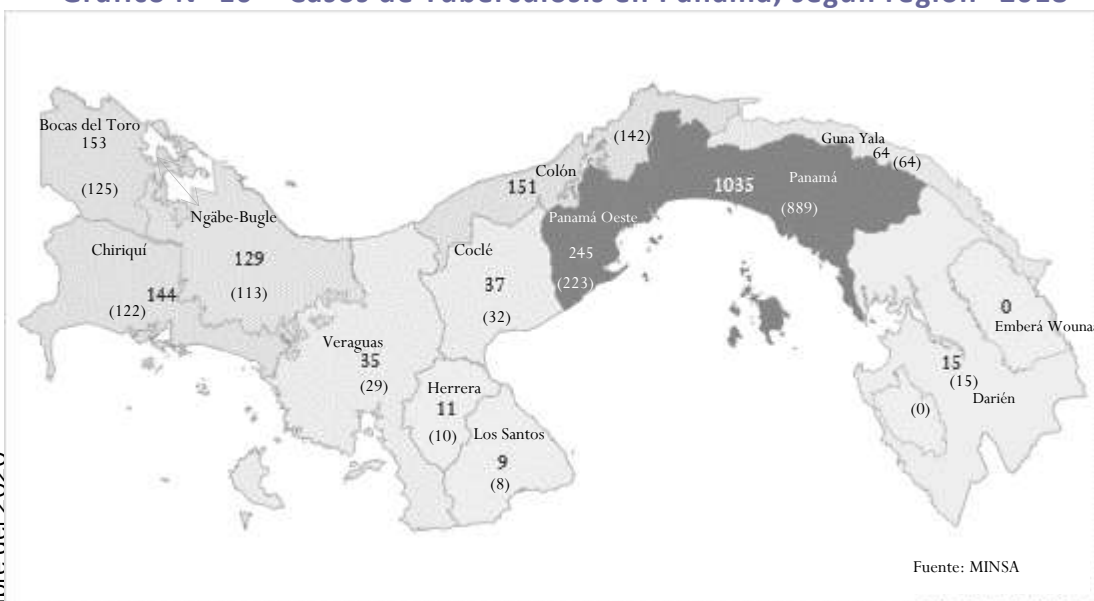 Bocas del Toro
153
(125)
Ngäbe-Bugle
129
(113)
Chiriquí
144
(122)
Veraguas
35
(29)
Herrera
11
(10)
Los Santos
9
(8)
Coclé
37
(32)
Colón
151
(142)
Panamá Oeste
245
(223)
Panamá
1035
(889)
Guna Yala
64
(64)
0
Emberá Wouna
(0)
15
(15)
Darién
Fuente: MINSA